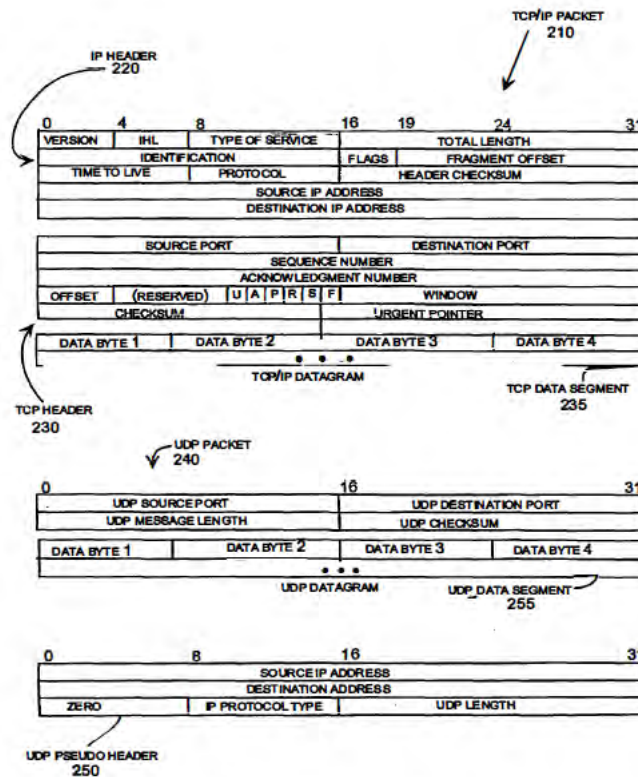 TCP/IP PACKET
210
IP HEADER
220
0 4 8 16 19 24 31
VERSION IHL TYPE OF SERVICE TOTAL LENGTH
IDENTIFICATION FLAGS FRAGMENT OFFSET
TIME TO LIVE PROTOCOL HEADER CHECKSUM
SOURCE IP ADDRESS
DESTINATION IP ADDRESS
SOURCE PORT DESTINATION PORT
SEQUENCE NUMBER
ACKNOWLEDGMENT NUMBER
OFFSET (RESERVED) U A P R S F WINDOW
CHECKSUM URGENT POINTER
DATA BYTE 1 DATA BYTE 2 DATA BYTE 3 DATA BYTE 4
TCP/IP DATAGRAM
TCP DATA SEGMENT
235
TCP HEADER
230
UDP PACKET
240
0 16 31
UDP SOURCE PORT UDP DESTINATION PORT
UDP MESSAGE LENGTH UDP CHECKSUM
DATA BYTE 1 DATA BYTE 2 DATA BYTE 3 DATA BYTE 4
UDP DATAGRAM
UDP DATA SEGMENT
255
0 8 16 31
SOURCE IP ADDRESS
DESTINATION ADDRESS
ZERO IP PROTOCOL TYPE UDP LENGTH
UDP PSEUDO HEADER
250